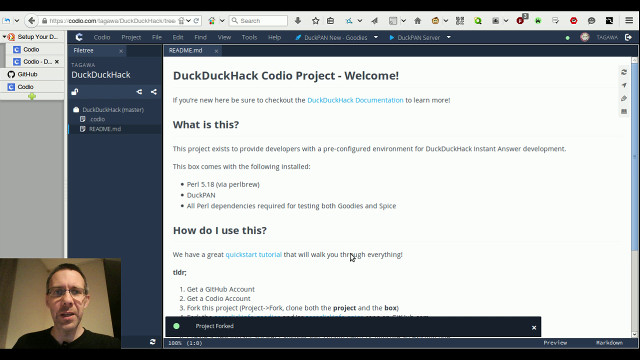 Setup Your D...
Codio
Codio - D...
GitHub
Codio
https://codio.com/tagawa/DuckDuckHack/tree
Search
Codio Project File Edit Find View Tools Help DuckPAN New - Goodies DuckPAN Server TAGAWA
Filetree
README.md
TAGAWA
DuckDuckHack
DuckDuckHack (master)
.codio
README.md
DuckDuckHack Codio Project - Welcome!
If you're new here be sure to checkout the DuckDuckHack Documentation to learn more!
What is this?
This project exists to provide developers with a pre-configured environment for DuckDuckHack Instant Answer development.
This box comes with the following installed:
Perl 5.18 (via perlbrew)
DuckPAN
All Perl dependencies required for testing both Goodies and Spice
How do I use this?
We have a great quickstart tutorial that will walk you through everything!
tldr;
1. Get a GitHub Account
2. Get a Codio Account
3. Fork this project (Project->Fork, clone both the project and the box)
Project Forked
100% (1:0)
Preview
Markdown